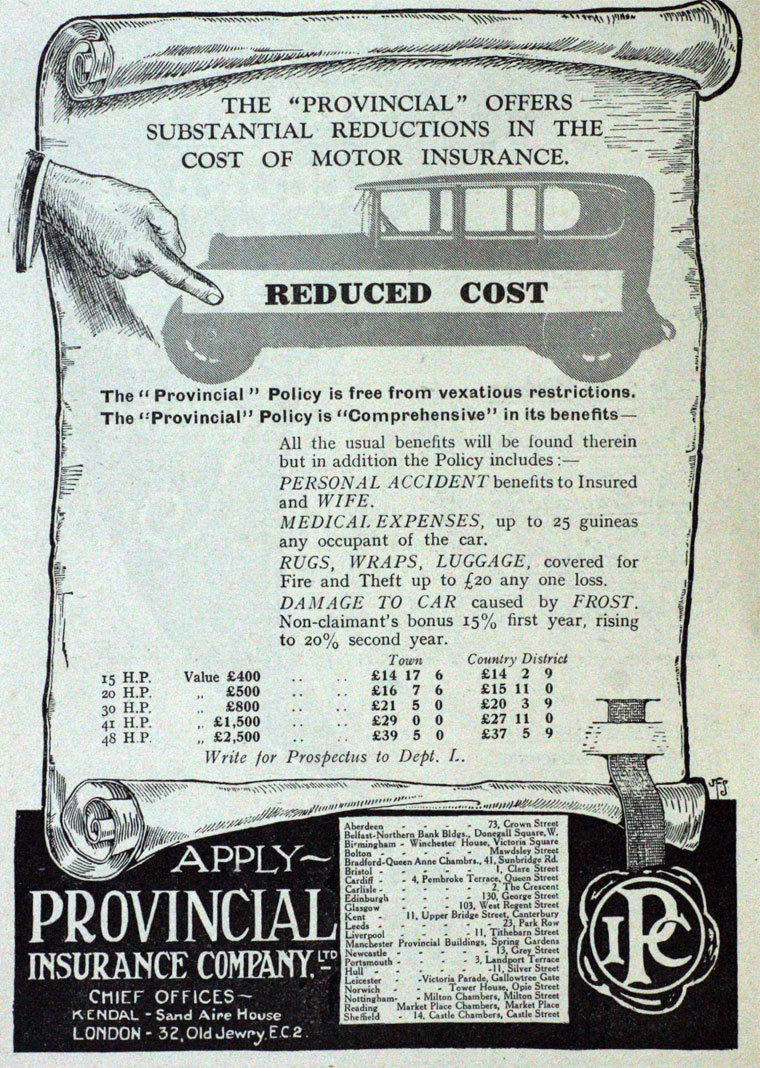 THE "PROVINCIAL" OFFERS
SUBSTANTIAL REDUCTIONS IN THE
COST OF MOTOR INSURANCE.
REDUCED COST
The "Provincial" Policy is free from vexatious restrictions.
The "Provincial" Policy is "Comprehensive" in its benefits—
All the usual benefits will be found therein
but in addition the Policy includes :—
PERSONAL ACCIDENT benefits to Insured
and WIFE.
MEDICAL EXPENSES, up to 25 guineas
any occupant of the car.
RUGS, WRAPS, LUGGAGE, covered for
Fire and Theft up to £20 any one loss.
DAMAGE TO CAR caused by FROST.
Non-claimant's bonus 15% first year, rising
to 20% second year.
Town Country District
15 H.P. Value £400 .. .. £14 17 6 £14 2 9
20 H.P. „ £500 .. .. £16 7 6 £15 11 0
30 H.P. „ £800 .. .. £21 5 0 £20 3 9
41 H.P. „ £1,500 .. .. £29 0 0 £27 11 0
48 H.P. „ £2,500 .. .. £39 5 0 £37 5 9
Write for Prospectus to Dept. L.
JFS
APPLY~
PROVINCIAL
INSURANCE COMPANY, LTD
CHIEF OFFICES~
KENDAL - Sand Aire House
LONDON - 32, Old Jewry, E.C.2.
Aberdeen - - - - - 73, Crown Street
Belfast-Northern Bank Bldgs., Donegall Square, W.
Birmingham - Winchester House, Victoria Square
Bolton - - - - - Mawdsley Street
Bradford-Queen Anne Chambrs., 41, Sunbridge Rd.
Bristol - - - - - 1, Clare Street
Cardiff - - 4, Pembroke Terrace, Queen Street
Carlisle - - - - - 2, The Crescent
Edinburgh - - - - 130, George Street
Glasgow - - - 103, West Regent Street
Kent - - 11, Upper Bridge Street, Canterbury
Leeds - - - - - 23, Park Row
Liverpool - - - - 11, Tithebarn Street
Manchester Provincial Buildings, Spring Gardens
Newcastle - - - - 13, Grey Street
Portsmouth - - - 3, Landport Terrace
Hull - - - - - 11, Silver Street
Leicester - Victoria Parade, Gallowtree Gate
Norwich - - - Tower House, Opie Street
Nottingham- - Milton Chambers, Milton Street
Reading Market Place Chambers, Market Place
Sheffield - 14, Castle Chambers, Castle Street
IPC